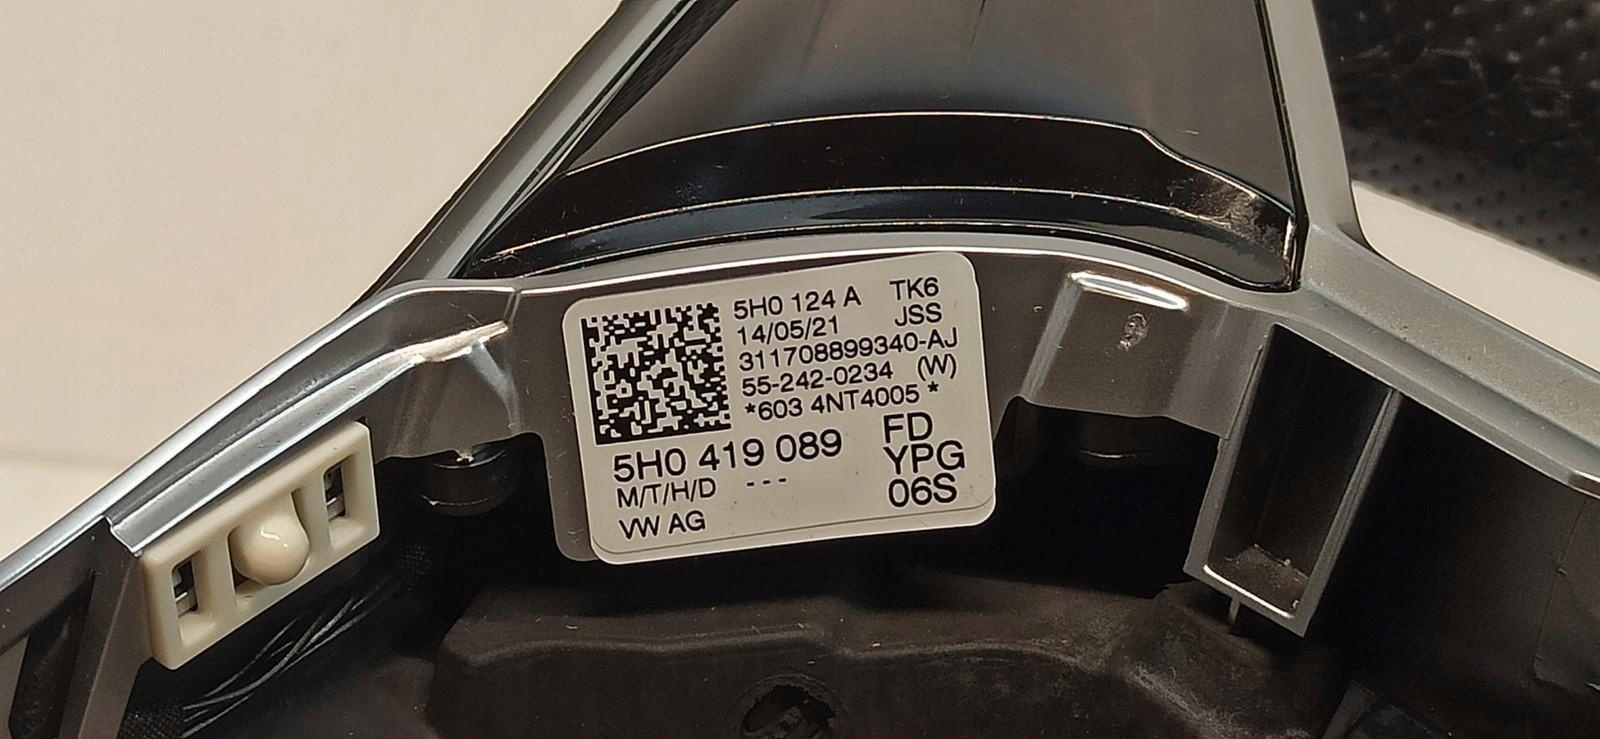 5H0 124 A TK6
14/05/21 JSS
311708899340-AJ
55-242-0234 (W)
*603 4NT4005 *
5H0 419 089 FD
M/T/H/D --- YPG
VW AG 06S